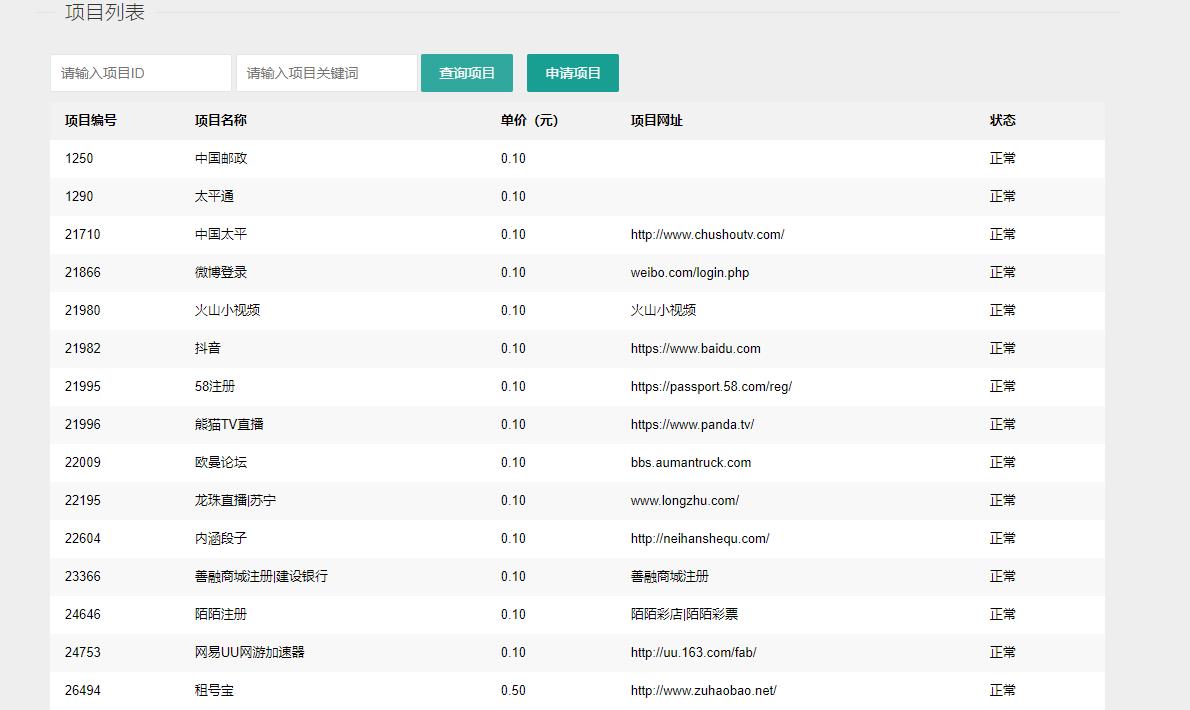 项目列表
请输入项目ID 请输入项目关键词 查询项目 申请项目
项目编号 项目名称 单价（元） 项目网址 状态
1250 中国邮政 0.10 正常
1290 太平通 0.10 正常
21710 中国太平 0.10 http://www.chushoutv.com/ 正常
21866 微博登录 0.10 weibo.com/login.php 正常
21980 火山小视频 0.10 火山小视频 正常
21982 抖音 0.10 https://www.baidu.com 正常
21995 58注册 0.10 https://passport.58.com/reg/ 正常
21996 熊猫TV直播 0.10 https://www.panda.tv/ 正常
22009 欧曼论坛 0.10 bbs.aumantruck.com 正常
22195 龙珠直播|苏宁 0.10 www.longzhu.com/ 正常
22604 内涵段子 0.10 http://neihanshequ.com/ 正常
23366 善融商城注册|建设银行 0.10 善融商城注册 正常
24646 陌陌注册 0.10 陌陌彩店|陌陌彩票 正常
24753 网易UU网游加速器 0.10 http://uu.163.com/fab/ 正常
26494 租号宝 0.50 http://www.zuhaobao.net/ 正常